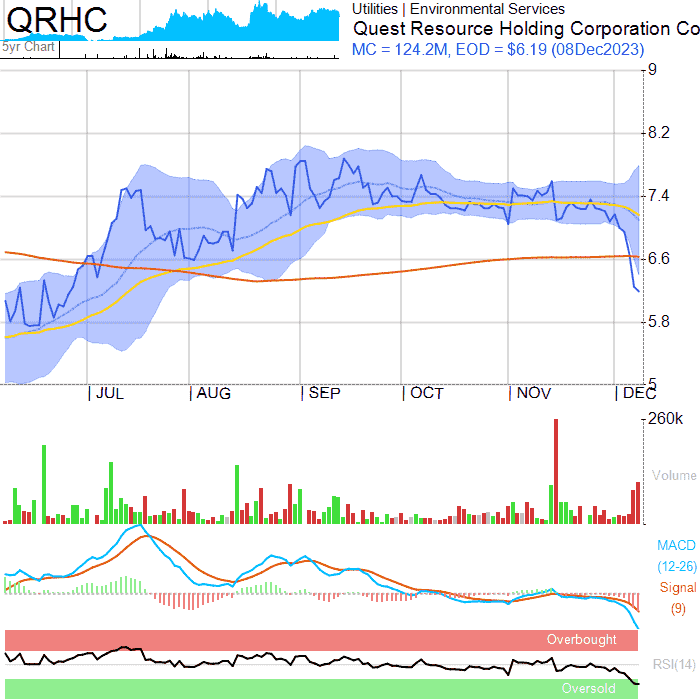 QRHC
5yr Chart
Utilities | Environmental Services
Quest Resource Holding Corporation Co
MC = 124.2M, EOD = $6.19 (08Dec2023)
9
8.2
7.4
6.6
5.8
5
JUL AUG SEP OCT NOV DEC
260k
Volume
MACD
(12-26)
Signal
(9)
Overbought
RSI(14)
Oversold